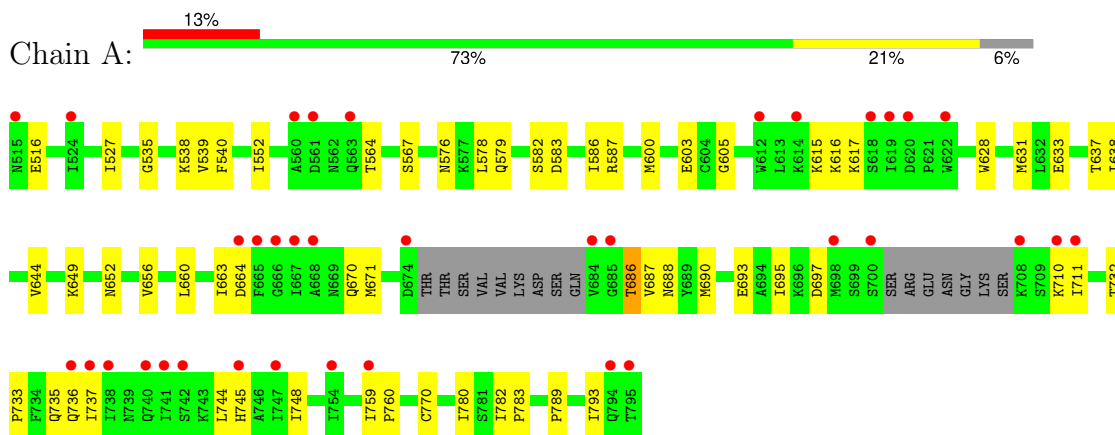 13%
Chain A:
73% 21% 6%
N515 E516 I524 I527 G535 K538 V539 F540 I552 A560 D561 N562 Q563 T564 S567 N576 K577 L578 Q579 S582 D583 I586 R587 M600 E603 C604 G605 W612 L613 K614 K615 K616 K617 S618 I619 D620 P621 W622 W628 M631 L632 E633 T637
V644 K649 N652 V656 L660 I663 D664 F665 G666 I667 A668 N669 Q670 M671 D674 THR THR SER VAL VAL LYS ASP SER GLN V684 G685 T686 V687 N688 Y689 M690 E693 A694 I695 K696 D697 M698 S699 S700 SER ARG GLU ASN GLY LYS SER K708 S709 K710 I711 T732
P733 F734 Q735 Q736 I737 I738 N739 Q740 I741 S742 K743 L744 H745 A746 I747 I748 I754 I759 P760 C770 I780 S781 I782 P783 P789 I793 Q794 T795